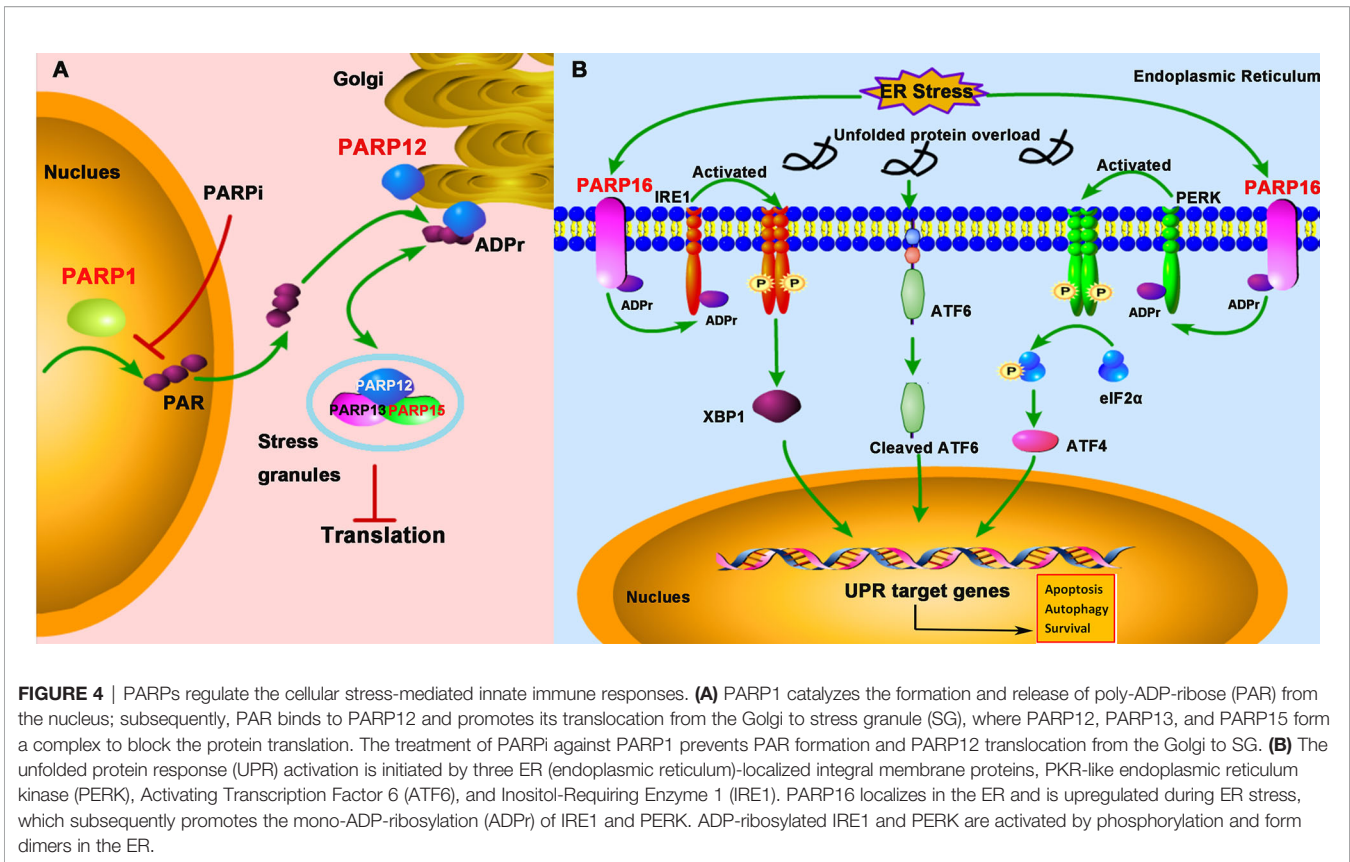 A
Golgi
PARP12
Nuclues
PARPi
ADPr
PARP1
PAR
PARP12
PARP13 PARP15
Stress
granules
Translation
B
ER Stress
Endoplasmic Reticulum
Unfolded protein overload
PARP16
IRE1
Activated
Activated
PERK
PARP16
P
P
P
P
ADPr
ADPr
ATF6
ADPr
ADPr
P
eIF2α
XBP1
Cleaved ATF6
ATF4
Nuclues
UPR target genes
Apoptosis
Autophagy
Survival
FIGURE 4 | PARPs regulate the cellular stress-mediated innate immune responses. (A) PARP1 catalyzes the formation and release of poly-ADP-ribose (PAR) from
the nucleus; subsequently, PAR binds to PARP12 and promotes its translocation from the Golgi to stress granule (SG), where PARP12, PARP13, and PARP15 form
a complex to block the protein translation. The treatment of PARPi against PARP1 prevents PAR formation and PARP12 translocation from the Golgi to SG. (B) The
unfolded protein response (UPR) activation is initiated by three ER (endoplasmic reticulum)-localized integral membrane proteins, PKR-like endoplasmic reticulum
kinase (PERK), Activating Transcription Factor 6 (ATF6), and Inositol-Requiring Enzyme 1 (IRE1). PARP16 localizes in the ER and is upregulated during ER stress,
which subsequently promotes the mono-ADP-ribosylation (ADPr) of IRE1 and PERK. ADP-ribosylated IRE1 and PERK are activated by phosphorylation and form
dimers in the ER.